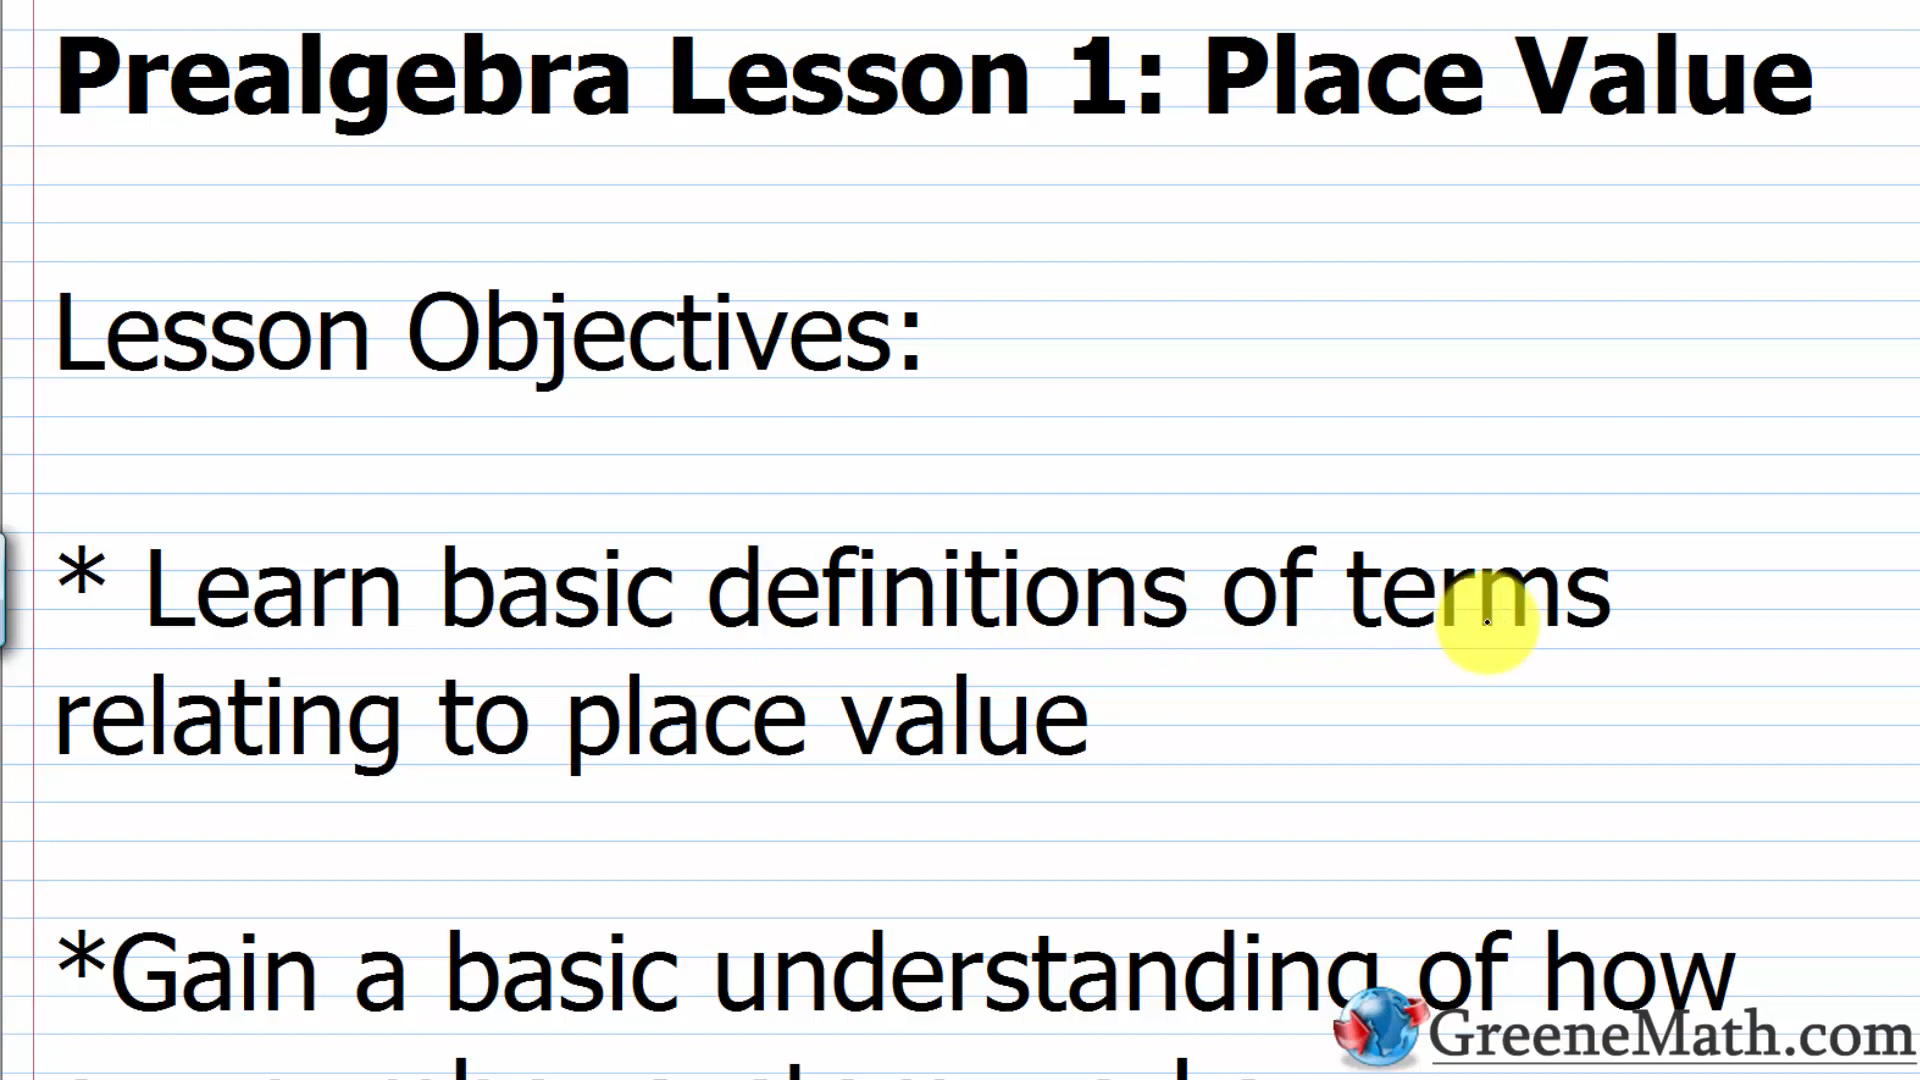 Prealgebra Lesson 1: Place Value
Lesson Objectives:
* Learn basic definitions of terms
relating to place value
*Gain a basic understanding of how
GreeneMath.com